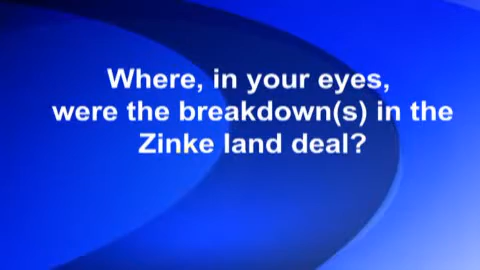 Where, in your eyes,
were the breakdown(s) in the
Zinke land deal?